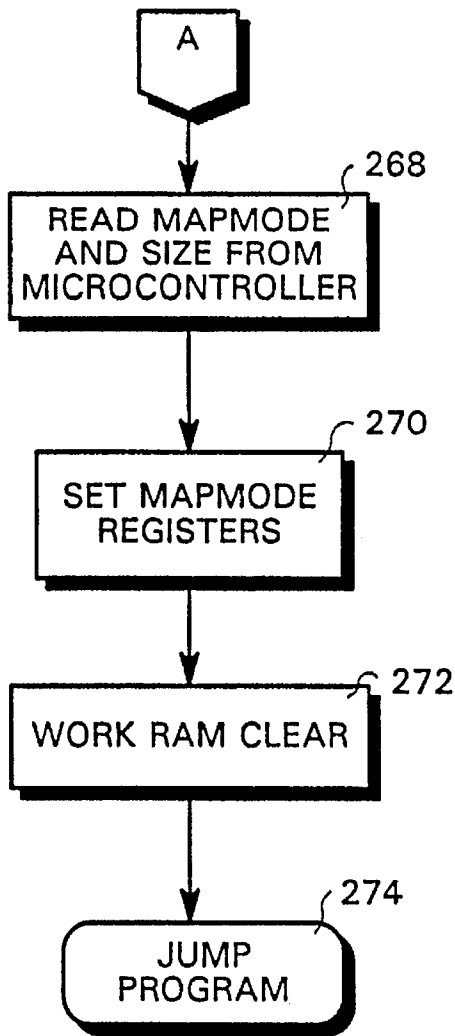 A
268
READ MAPMODE
AND SIZE FROM
MICROCONTROLLER
270
SET MAPMODE
REGISTERS
272
WORK RAM CLEAR
274
JUMP
PROGRAM